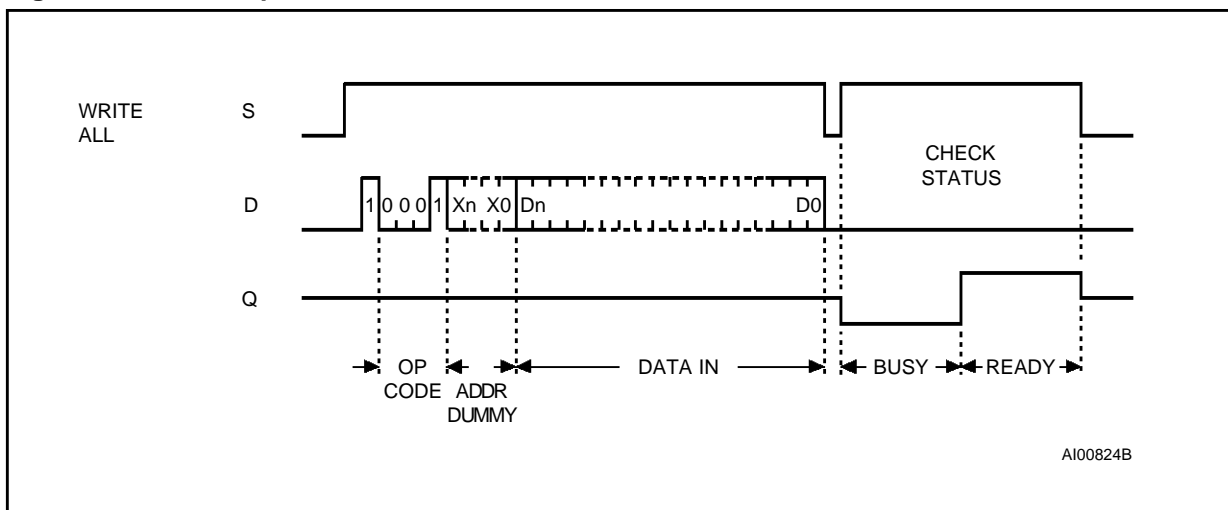 WRITE
ALL
S
CHECK
STATUS
D
1 0 0 0 1 Xn X0 Dn D0
Q
OP
CODE
ADDR
DUMMY
DATA IN
BUSY
READY
AI00824B